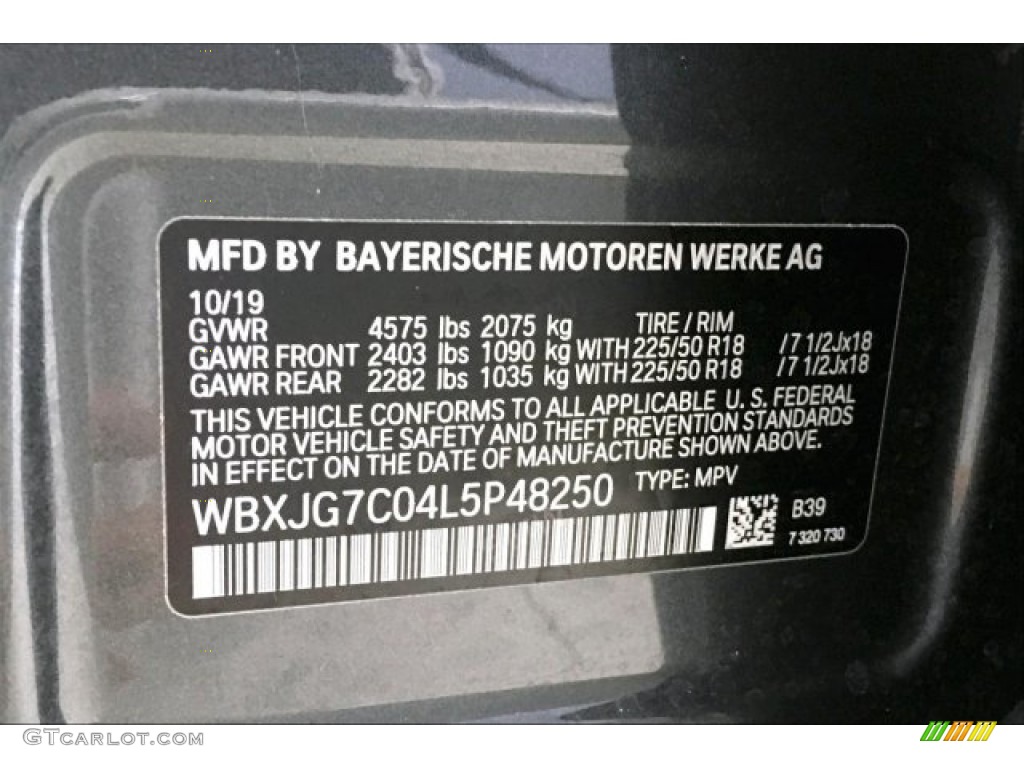 MFD BY BAYERISCHE MOTOREN WERKE AG
10/19
GVWR 4575 lbs 2075 kg TIRE / RIM
GAWR FRONT 2403 lbs 1090 kg WITH 225/50 R18 /7 1/2Jx18
GAWR REAR 2282 lbs 1035 kg WITH 225/50 R18 /7 1/2Jx18
THIS VEHICLE CONFORMS TO ALL APPLICABLE U. S. FEDERAL
MOTOR VEHICLE SAFETY AND THEFT PREVENTION STANDARDS
IN EFFECT ON THE DATE OF MANUFACTURE SHOWN ABOVE.
WBXJG7C04L5P48250 TYPE: MPV
B39
7 320 730
GTCarLot.com